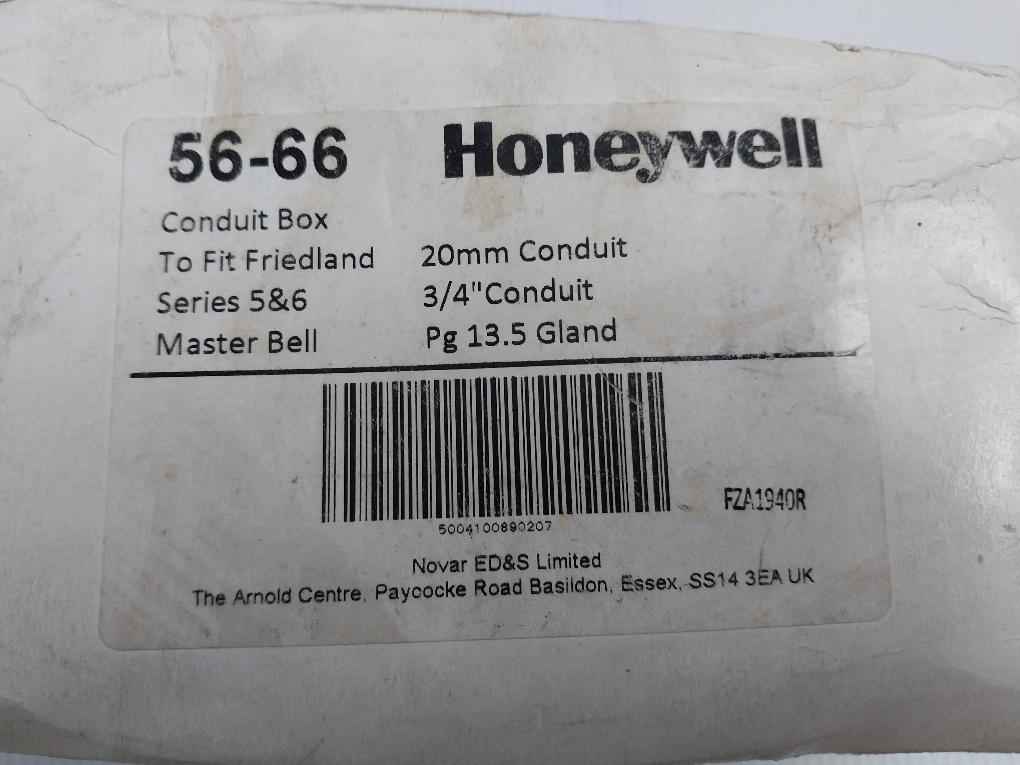 56-66 Honeywell
Conduit Box
To Fit Friedland 20mm Conduit
Series 5&6 3/4"Conduit
Master Bell Pg 13.5 Gland
5004100890207
FZA1940R
Novar ED&S Limited
The Arnold Centre, Paycocke Road Basildon, Essex, SS14 3EA UK